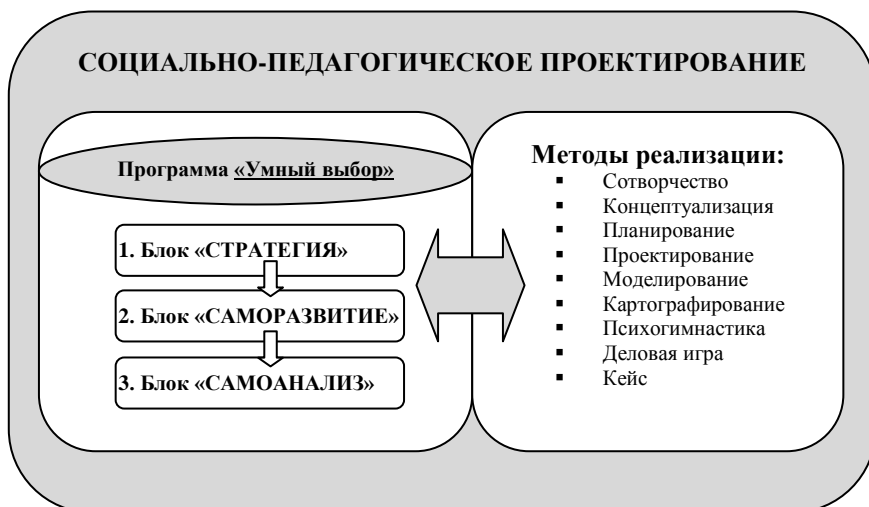 СОЦИАЛЬНО-ПЕДАГОГИЧЕСКОЕ ПРОЕКТИРОВАНИЕ
Программа «Умный выбор»
1. Блок «СТРАТЕГИЯ»
2. Блок «САМОРАЗВИТИЕ»
3. Блок «САМОАНАЛИЗ»
Методы реализации:
▪ Сотворчество
▪ Концептуализация
▪ Планирование
▪ Проектирование
▪ Моделирование
▪ Картографирование
▪ Психогимнастика
▪ Деловая игра
▪ Кейс